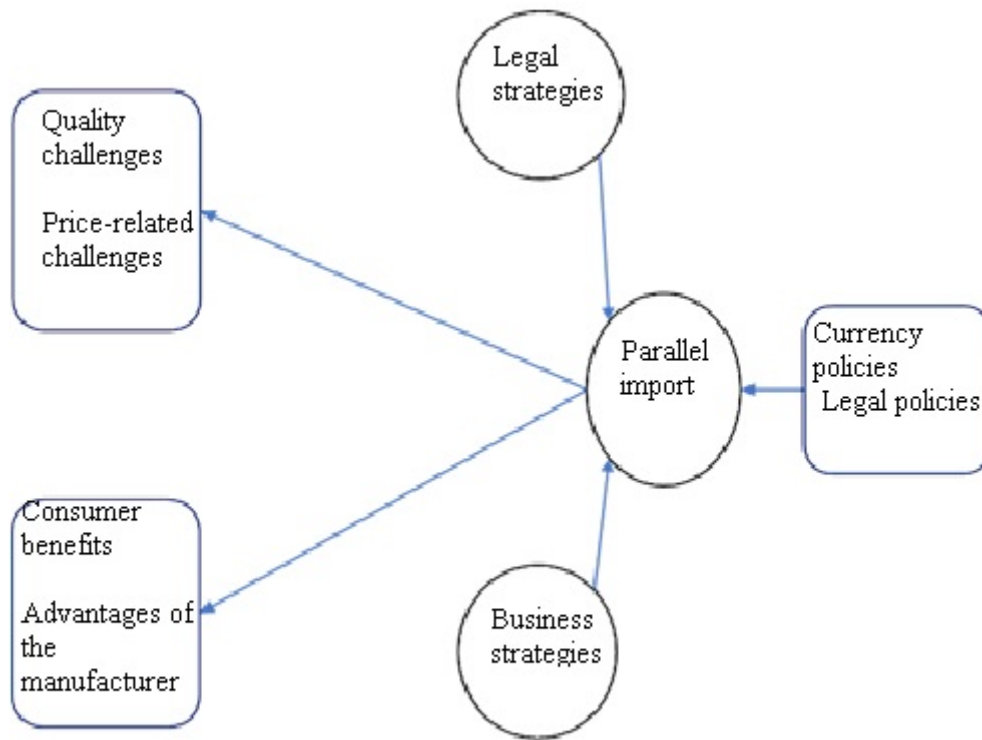 Legal
strategies
Quality
challenges
Price-related
challenges
Parallel
import
Currency
policies
Legal policies
Consumer
benefits
Advantages of
the
manufacturer
Business
strategies